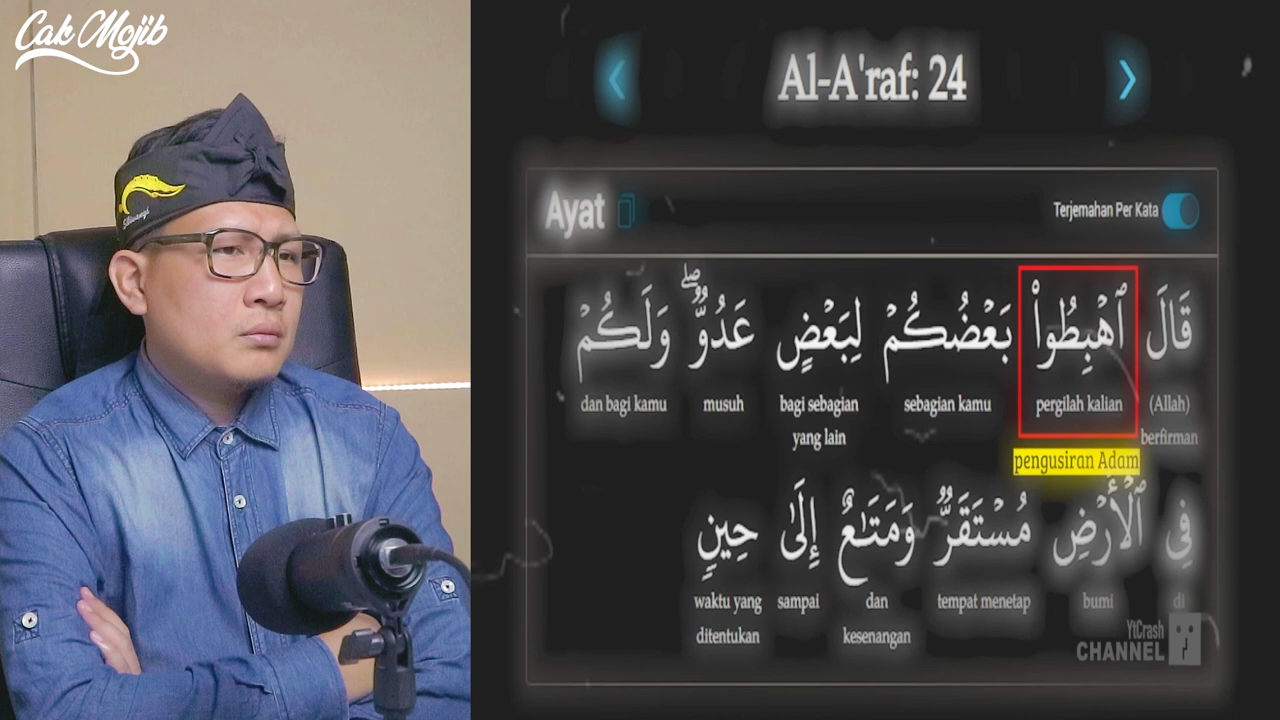 Cak Mojib
Al-A'raf: 24
Ayat
Terjemahan Per Kata
قَالَ ٱهْبِطُوا۟ بَعْضُكُمْ لِبَعْضٍ عَدُوٌّ ۖ وَلَكُمْ
(Allah) berfirman
pergilah kalian
sebagian kamu
bagi sebagian yang lain
musuh
dan bagi kamu
pengusiran Adam
فِى ٱلْأَرْضِ مُسْتَقَرٌّ وَمَتَـٰعٌ إِلَىٰ حِينٍ
di
bumi
tempat menetap
dan kesenangan
sampai
waktu yang ditentukan
YtCrash
CHANNEL